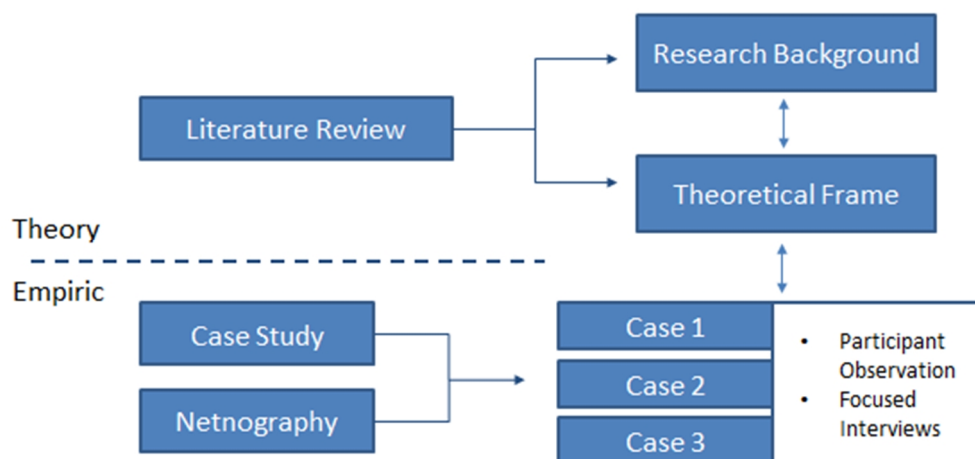 Research Background
Literature Review
Theoretical Frame
Theory
Empiric
Case Study
Netnography
Case 1
Case 2
Case 3
• Participant
Observation
• Focused
Interviews